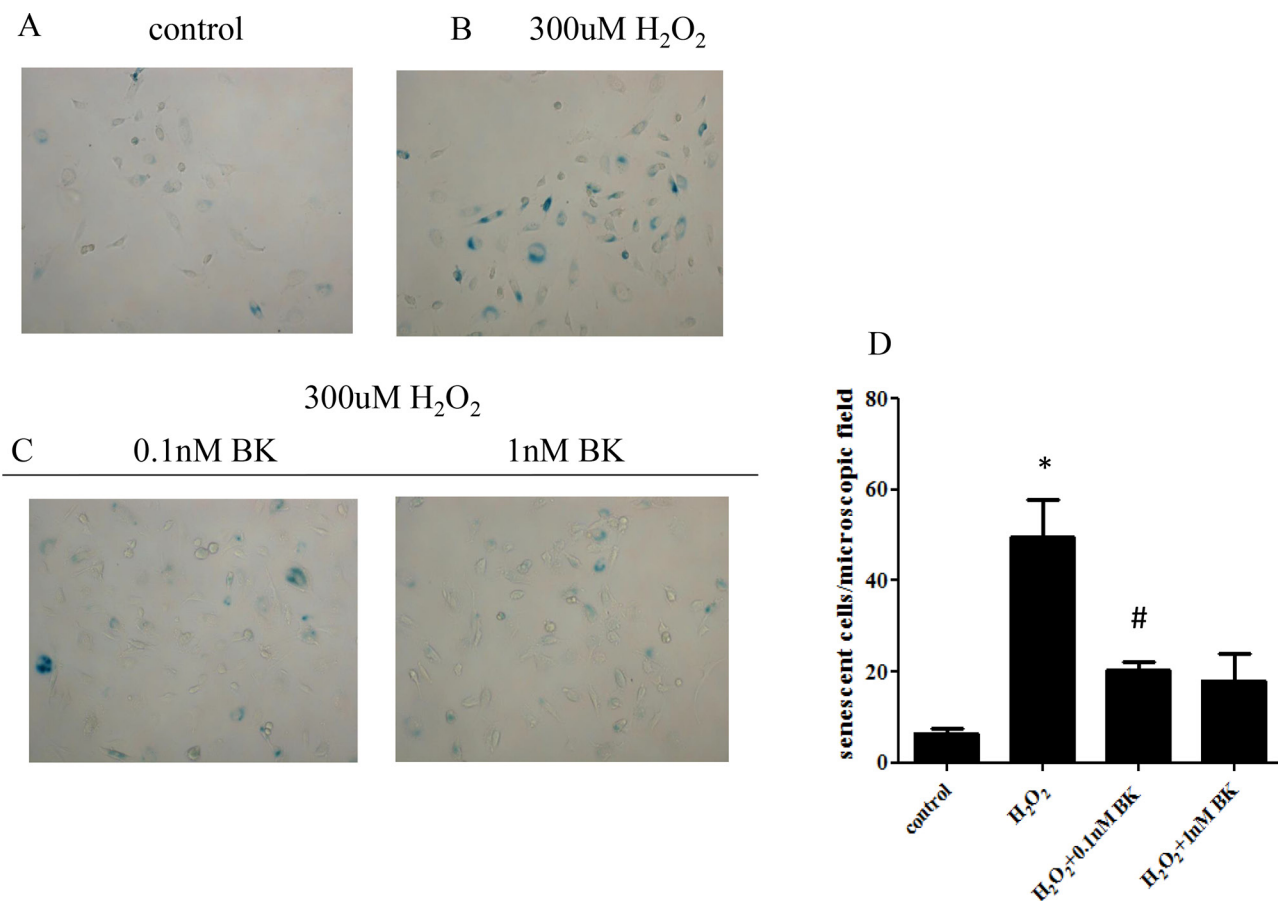 A control
B 300uM H₂O₂
300uM H₂O₂
C 0.1nM BK 1nM BK
D
senescent cells/microscopic field
80
60
40
20
0
*
#
control
H₂O₂
H₂O₂+0.1nM BK
H₂O₂+1nM BK